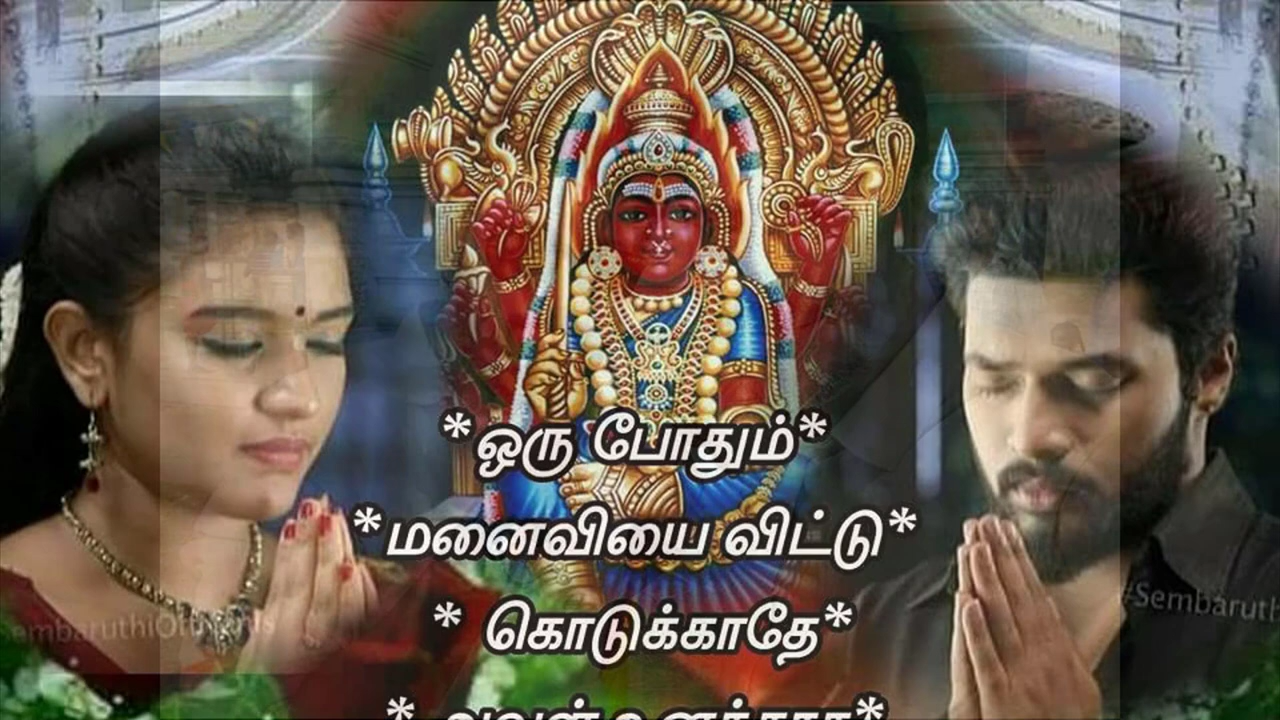 *ஒரு போதும்*
*மனைவியை விட்டு*
* கொடுக்காதே*
#Sembaruthi